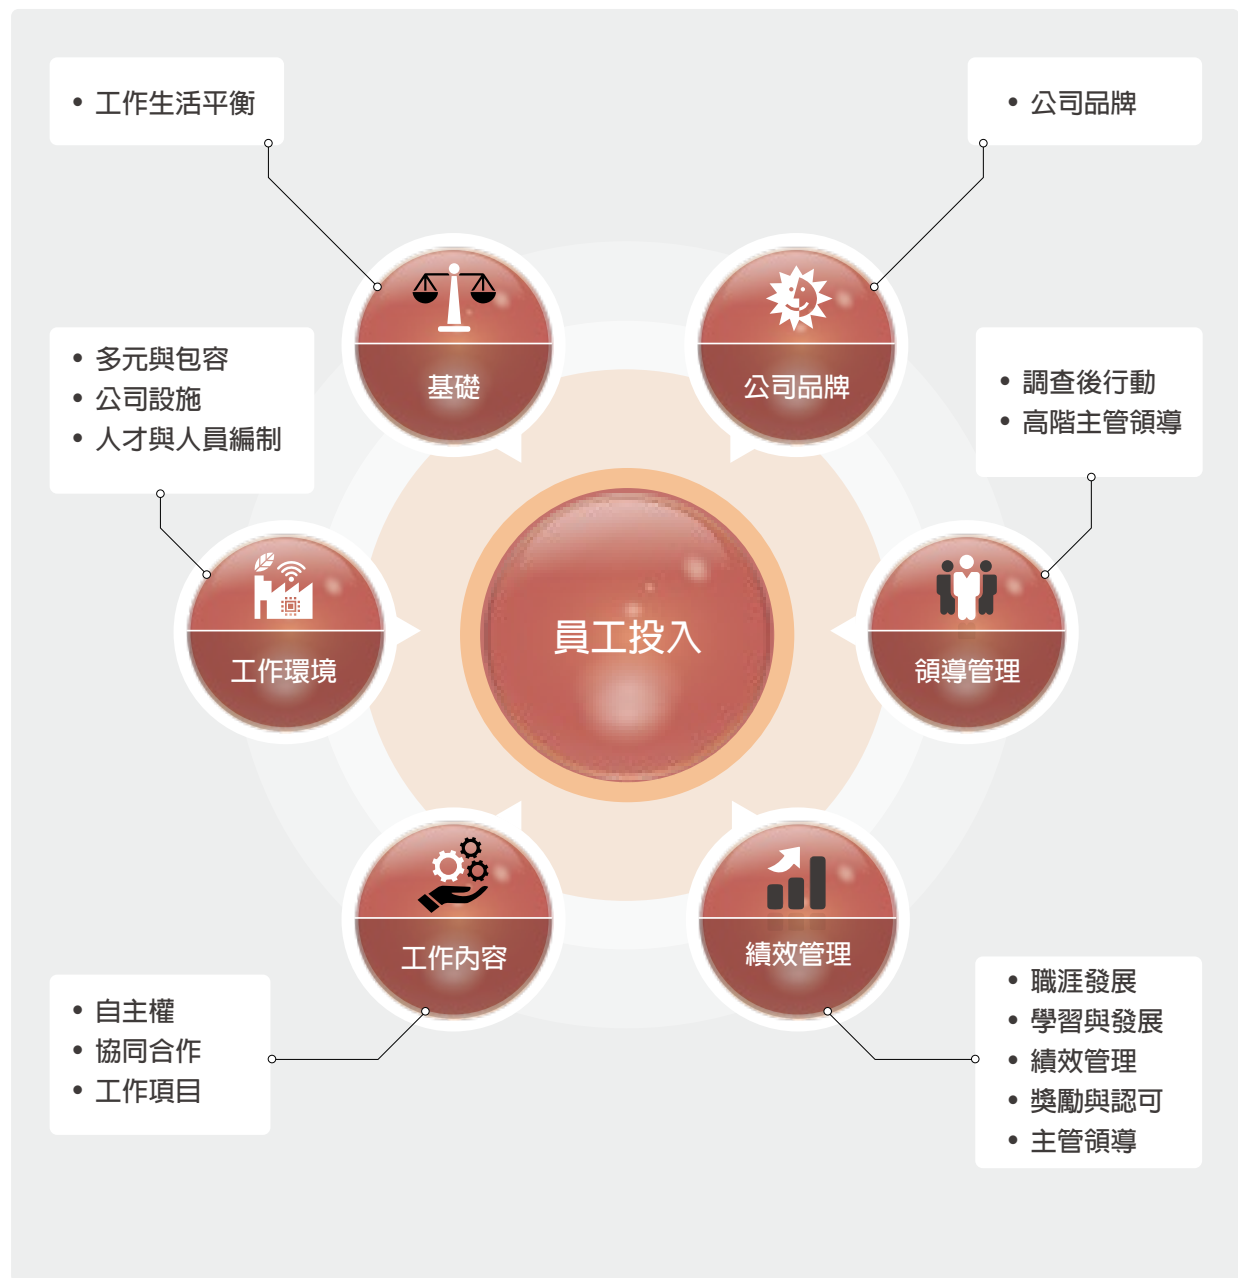 • 工作生活平衡
• 公司品牌
基礎
公司品牌
• 多元與包容
• 公司設施
• 人才與人員編制
• 調查後行動
• 高階主管領導
員工投入
工作環境
領導管理
工作內容
績效管理
• 自主權
• 協同合作
• 工作項目
• 職涯發展
• 學習與發展
• 績效管理
• 獎勵與認可
• 主管領導